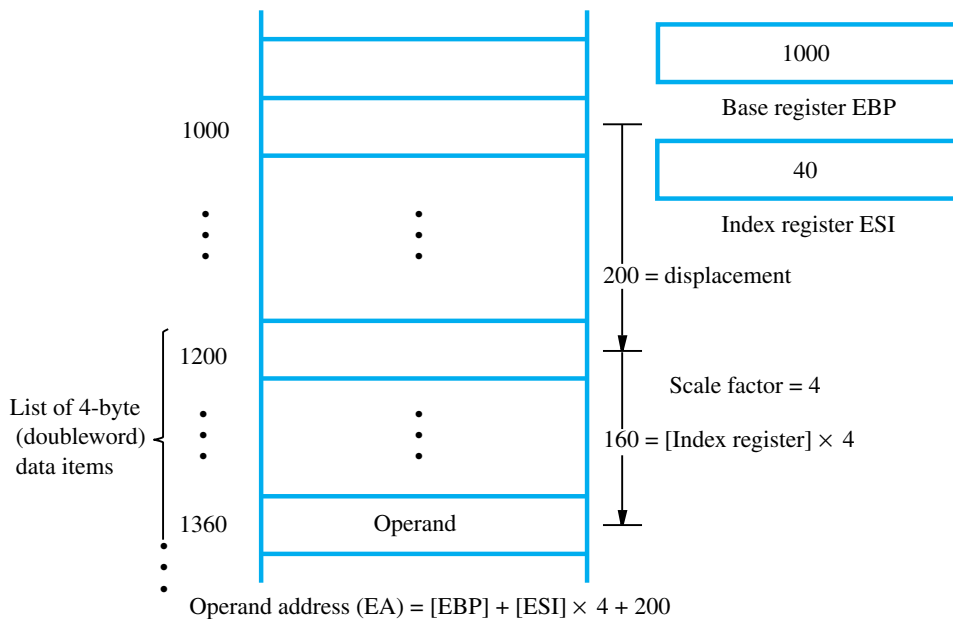 1000
Base register EBP
1000
40
Index register ESI
200 = displacement
1200
Scale factor = 4
List of 4-byte
(doubleword)
data items
160 = [Index register] × 4
1360
Operand
Operand address (EA) = [EBP] + [ESI] × 4 + 200